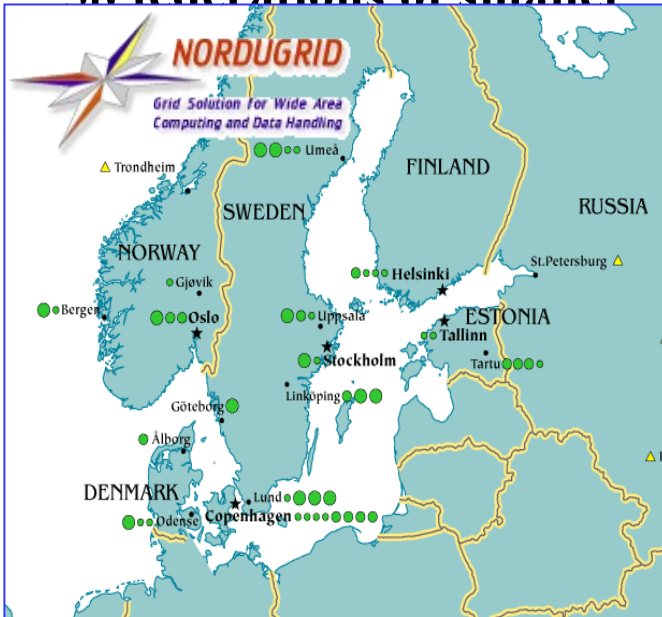 NORDUGRID
Grid Solution for Wide Area
Computing and Data Handling
Umeå
Trondheim
FINLAND
SWEDEN
RUSSIA
NORWAY
St.Petersburg
Helsinki
Gjøvik
Bergen
Oslo
Uppsala
ESTONIA
Tallinn
Stockholm
Tartu
Linköping
Göteborg
Ålborg
DENMARK
Lund
Copenhagen
Odense